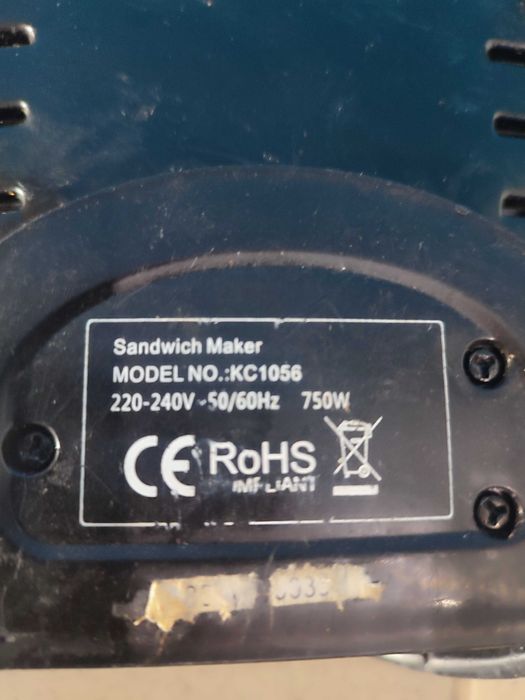 Sandwich Maker
MODEL NO.:KC1056
220-240V ~50/60Hz 750W
CE RoHS